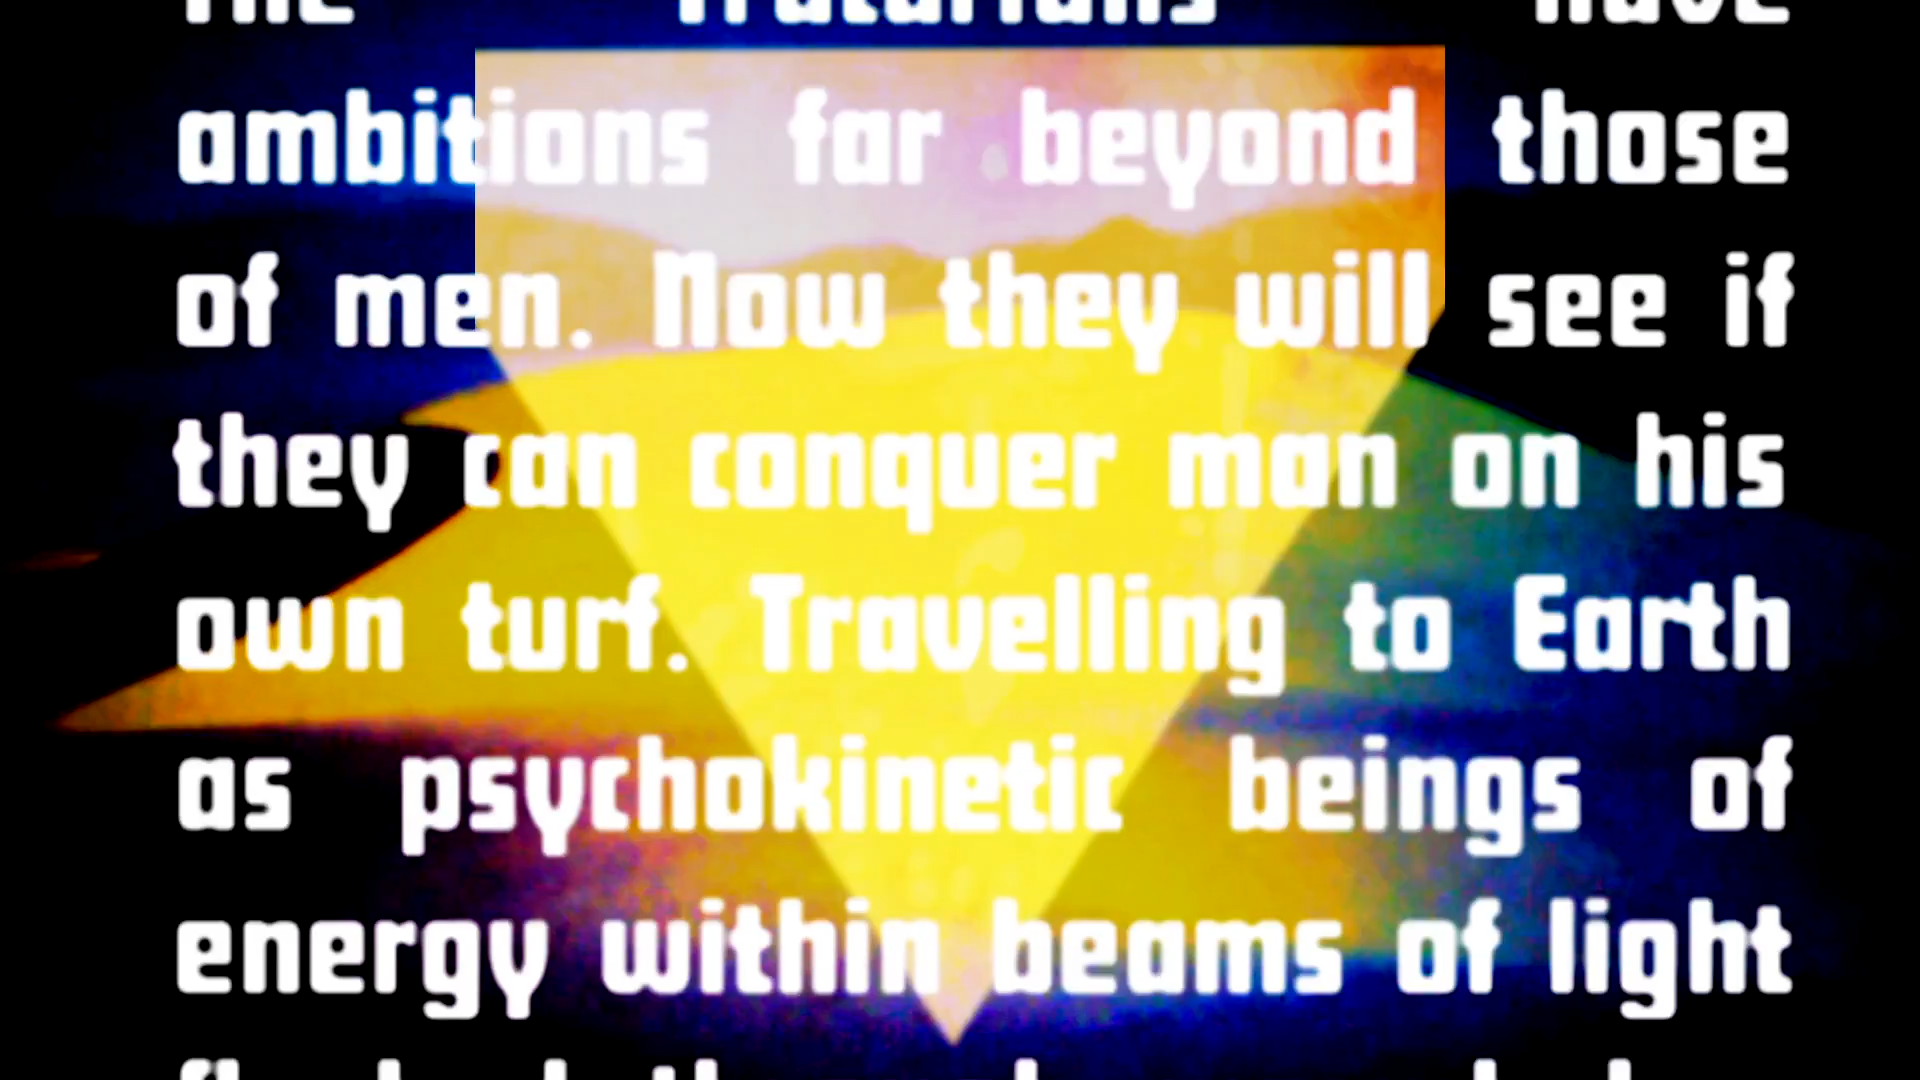 have
ambitions far beyond those
of men. Now they will see if
they can conquer man on his
own turf. Travelling to Earth
as psychokinetic beings of
energy within beams of light